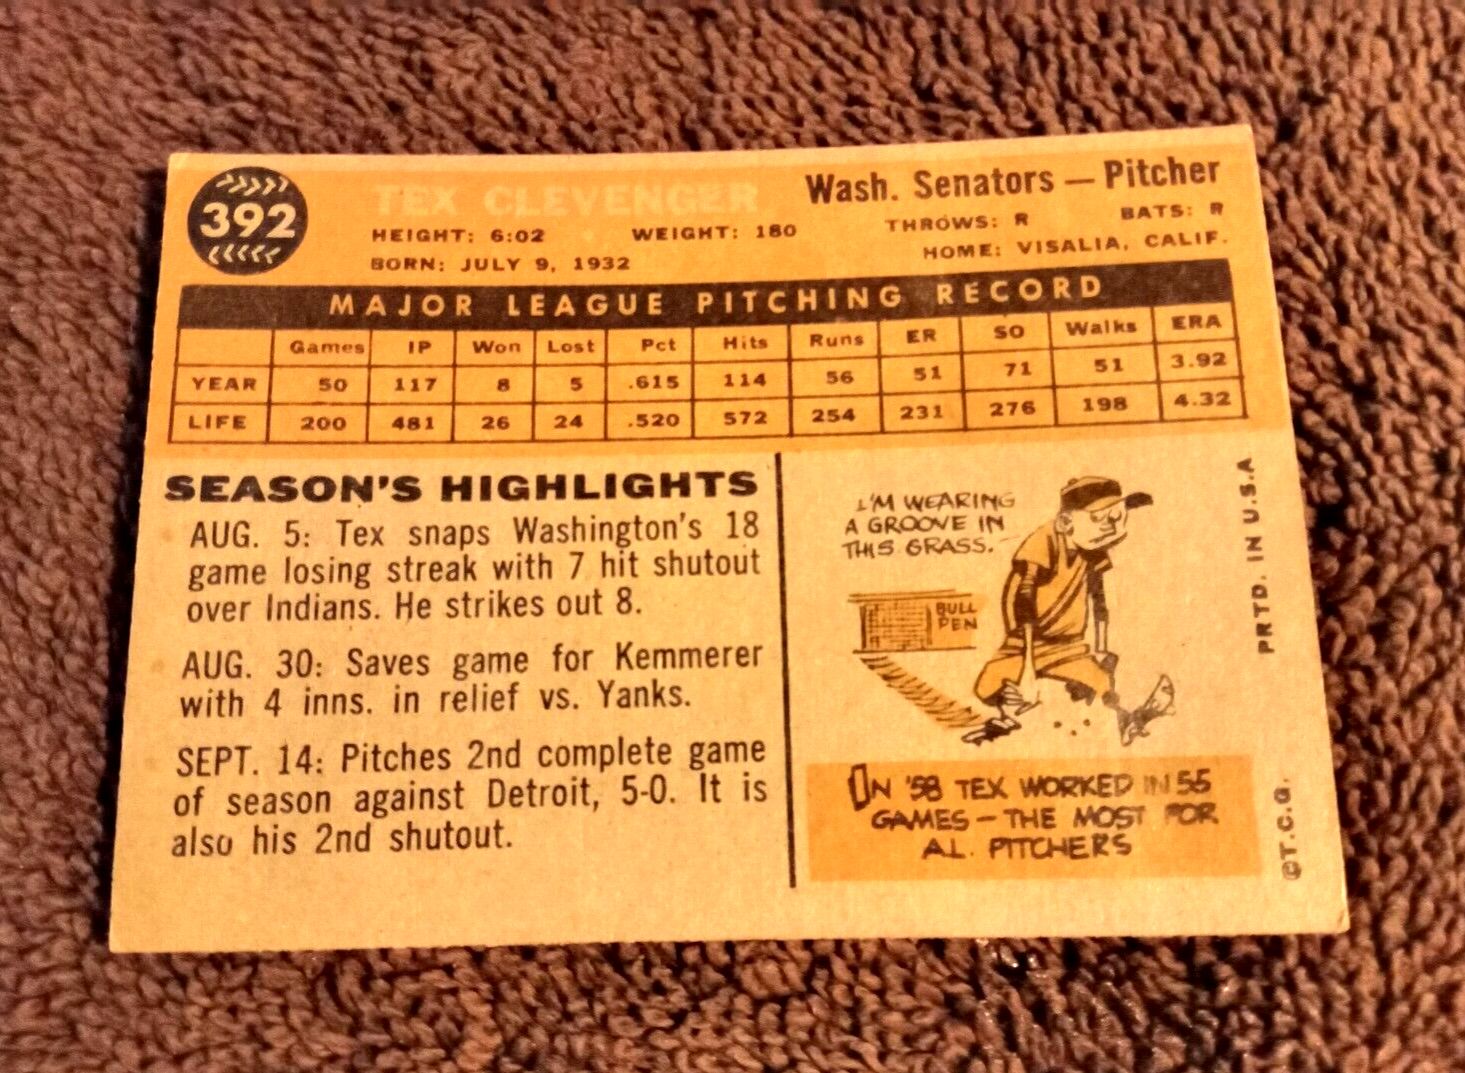 392
TEX CLEVENGER
Wash. Senators — Pitcher
HEIGHT: 6:02 WEIGHT: 180 THROWS: R BATS: R
BORN: JULY 9, 1932 HOME: VISALIA, CALIF.
MAJOR LEAGUE PITCHING RECORD
Games IP Won Lost Pct Hits Runs ER SO Walks ERA
YEAR 50 117 8 5 .615 114 56 51 71 51 3.92
LIFE 200 481 26 24 .520 572 254 231 276 198 4.32
SEASON'S HIGHLIGHTS
AUG. 5: Tex snaps Washington's 18
game losing streak with 7 hit shutout
over Indians. He strikes out 8.
AUG. 30: Saves game for Kemmerer
with 4 inns. in relief vs. Yanks.
SEPT. 14: Pitches 2nd complete game
of season against Detroit, 5-0. It is
also his 2nd shutout.
I'M WEARING
A GROOVE IN
THIS GRASS.
BULL
PEN
ON '58 TEX WORKED IN 55
GAMES — THE MOST FOR
A.L. PITCHERS
PRTD. IN U.S.A
©T.C.G.